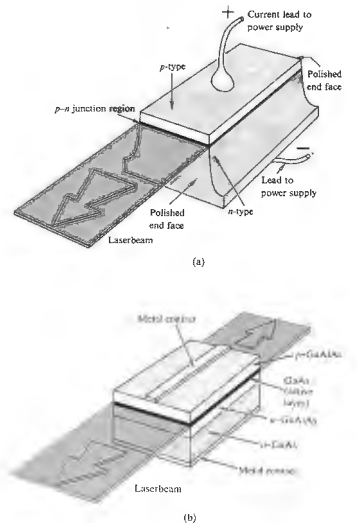 +
Current lead to
power supply
p-type
Polished
end face
p-n junction region
−
Lead to
power supply
n-type
Polished
end face
Laserbeam
(a)
Metal contact
p-GaAlAs
GaAs
(active
layer)
n-GaAlAs
n-GaAs
Metal contact
Laserbeam
(b)